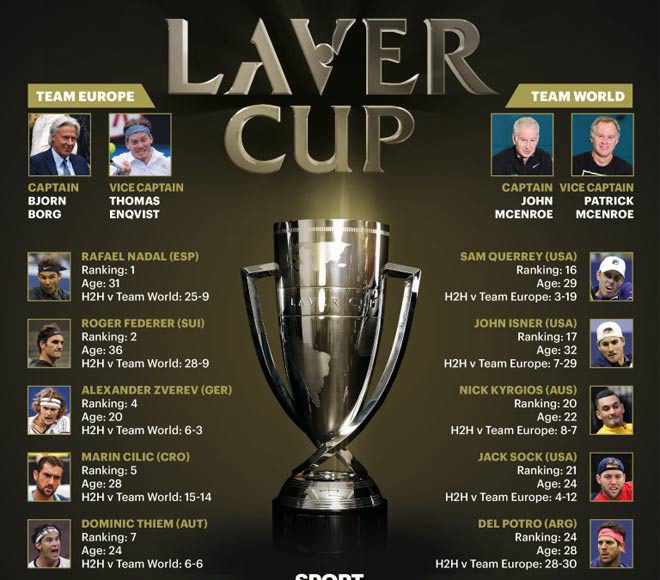 LAVER
CUP
TEAM EUROPE
CAPTAIN
BJORN
BORG
VICE CAPTAIN
THOMAS
ENQVIST
TEAM WORLD
CAPTAIN
JOHN
MCENROE
VICE CAPTAIN
PATRICK
MCENROE
RAFAEL NADAL (ESP)
Ranking: 1
Age: 31
H2H v Team World: 25-9
ROGER FEDERER (SUI)
Ranking: 2
Age: 36
H2H v Team World: 28-9
ALEXANDER ZVEREV (GER)
Ranking: 4
Age: 20
H2H v Team World: 6-3
MARIN CILIC (CRO)
Ranking: 5
Age: 28
H2H v Team World: 15-14
DOMINIC THIEM (AUT)
Ranking: 7
Age: 24
H2H v Team World: 6-6
LAVER CUP
SAM QUERREY (USA)
Ranking: 16
Age: 29
H2H v Team Europe: 3-19
JOHN ISNER (USA)
Ranking: 17
Age: 32
H2H v Team Europe: 7-29
NICK KYRGIOS (AUS)
Ranking: 20
Age: 22
H2H v Team Europe: 8-7
JACK SOCK (USA)
Ranking: 21
Age: 24
H2H v Team Europe: 4-12
DEL POTRO (ARG)
Ranking: 24
Age: 28
H2H v Team Europe: 28-30
SPORT